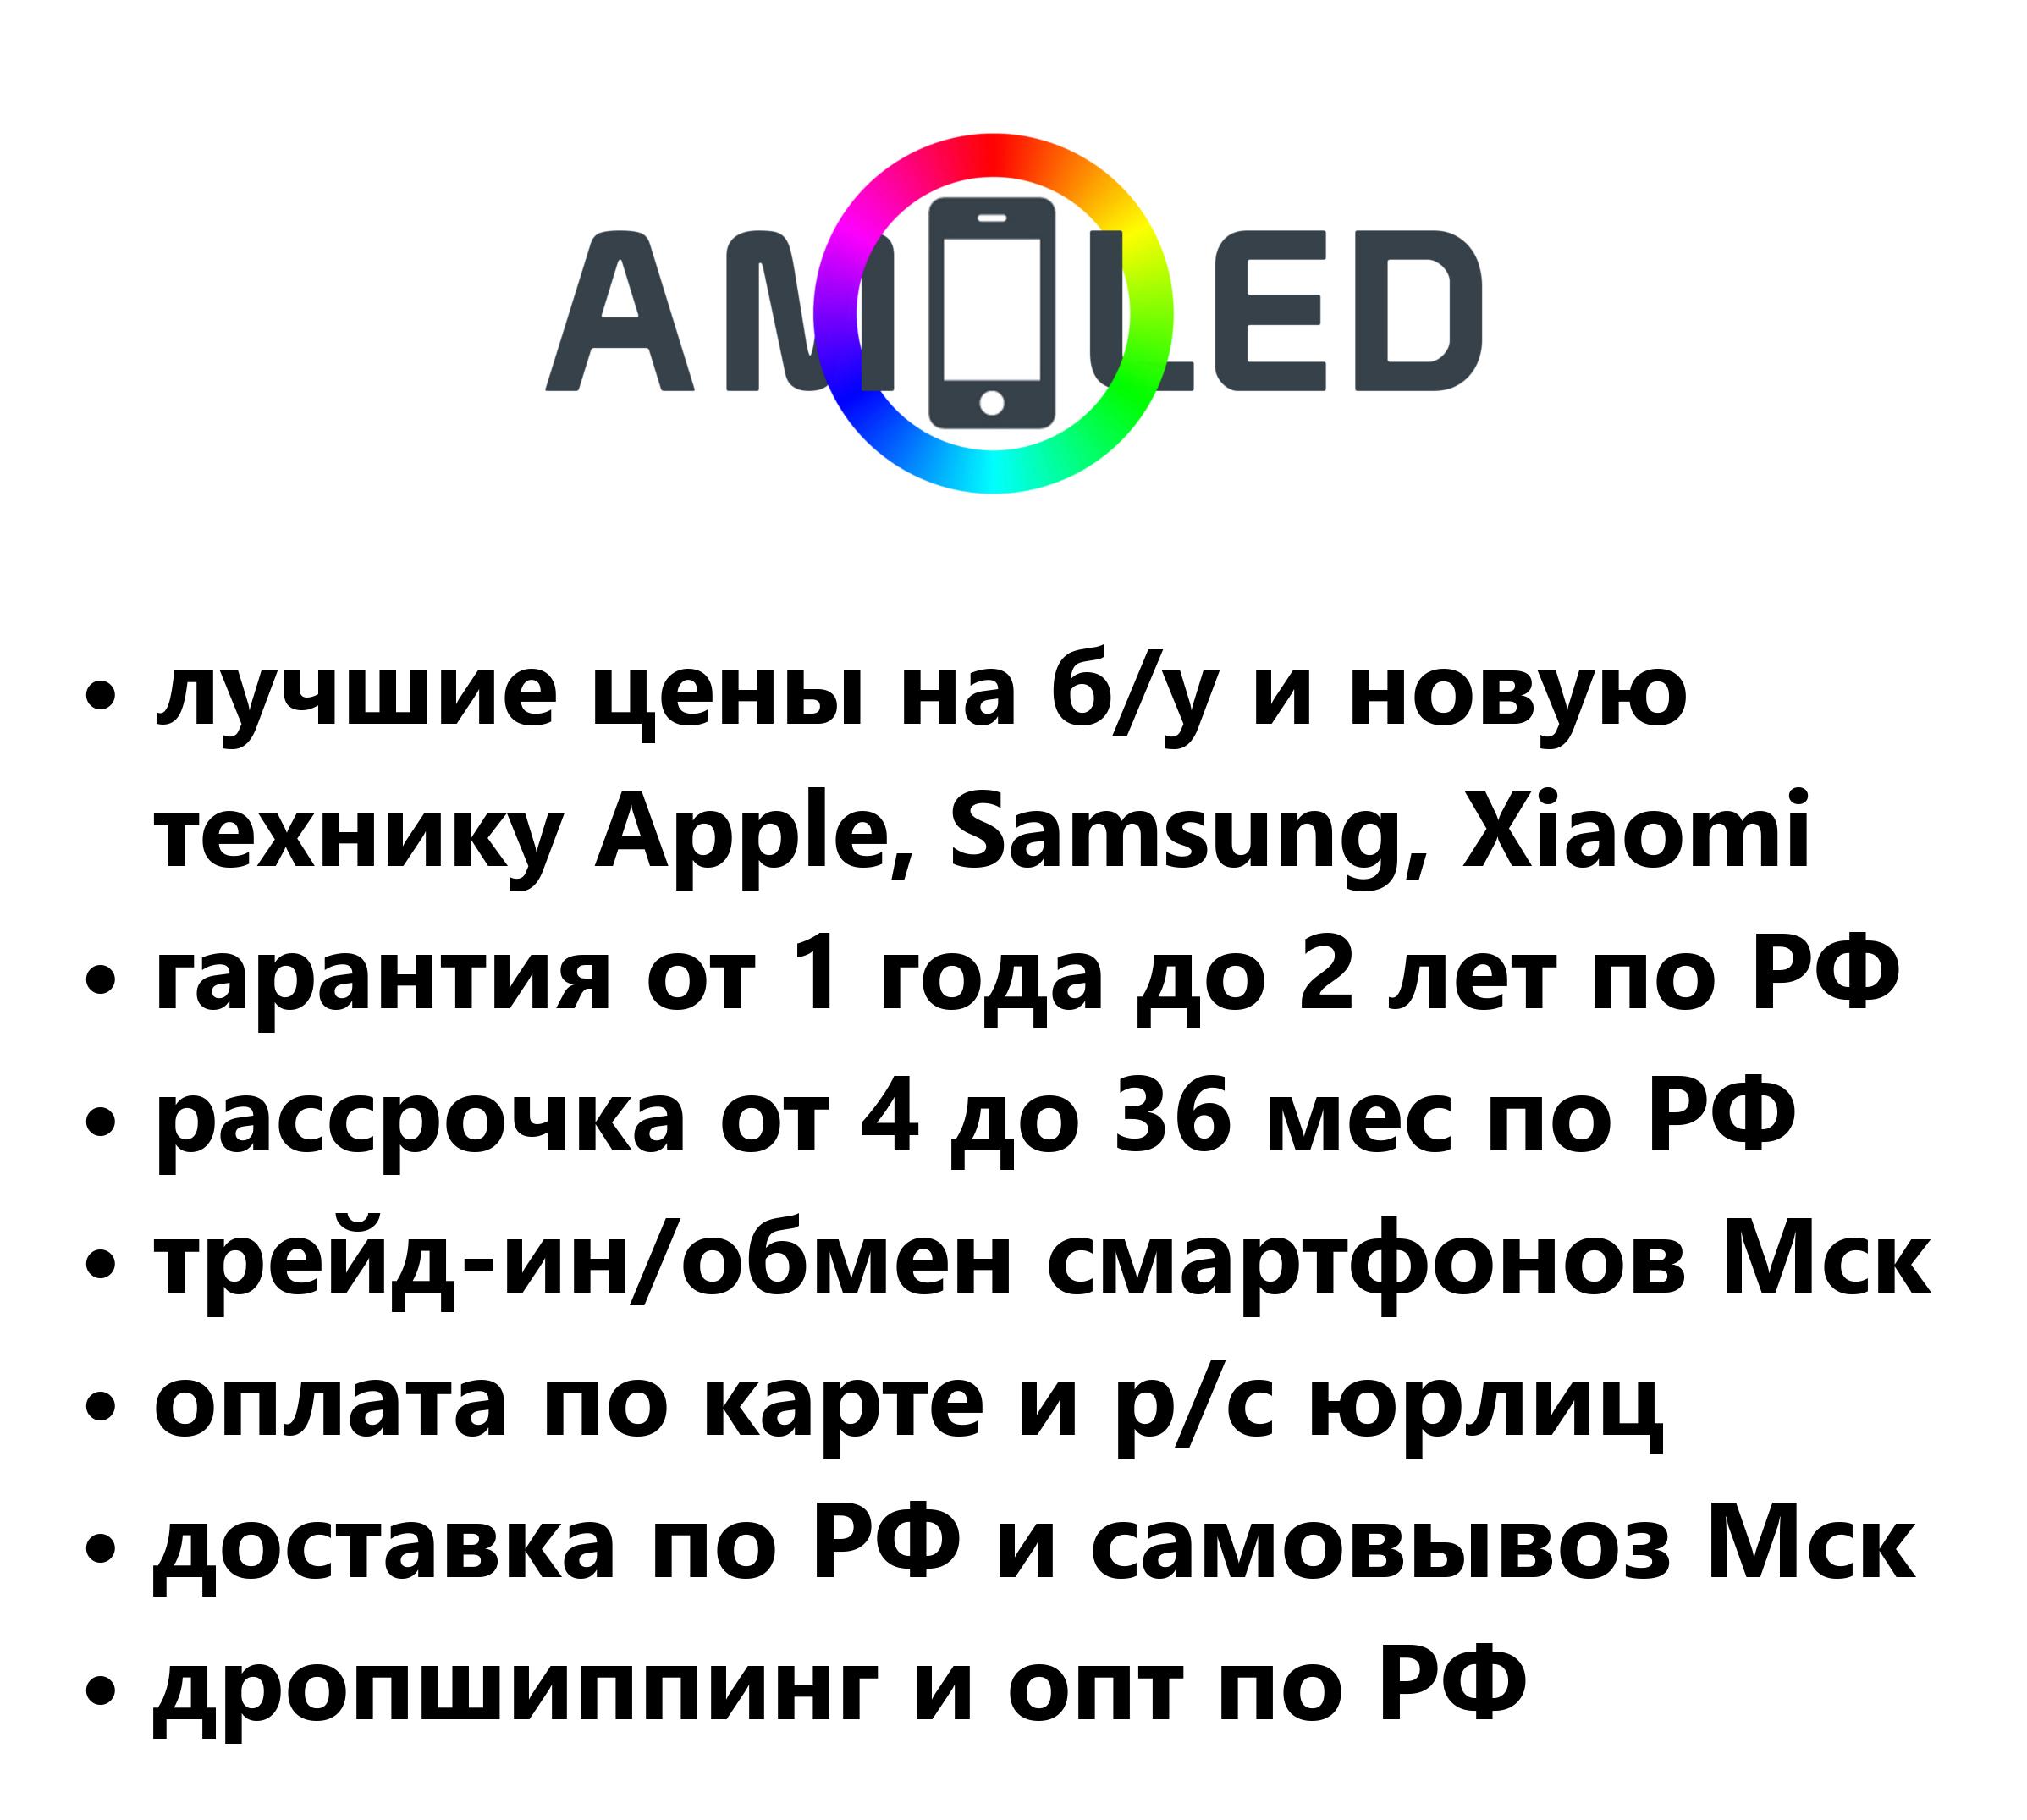 AMOLED
• лучшие цены на б/у и новую
технику Apple, Samsung, Xiaomi
• гарантия от 1 года до 2 лет по РФ
• рассрочка от 4 до 36 мес по РФ
• трейд-ин/обмен смартфонов Мск
• оплата по карте и р/с юрлиц
• доставка по РФ и самовывоз Мск
• дропшиппинг и опт по РФ